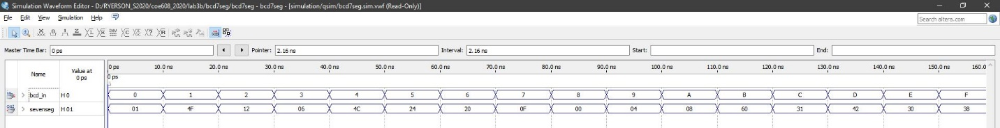 Simulation Waveform Editor - D:/RYERSON_S2020/coe608_2020/lab3b/bcd7seg/bcd7seg - bcd7seg - [simulation/qsim/bcd7seg.sim.vwf (Read-Only)]
File Edit View Simulation Help
Search altera.com
Master Time Bar: 0 ps Pointer: 2.16 ns Interval: 2.16 ns Start: End:
Name Value at 0 ps
0 ps 10.0 ns 20.0 ns 30.0 ns 40.0 ns 50.0 ns 60.0 ns 70.0 ns 80.0 ns 90.0 ns 100.0 ns 110.0 ns 120.0 ns 130.0 ns 140.0 ns 150.0 ns 160.0
0 ps
bcd_in H 0 0 1 2 3 4 5 6 7 8 9 A B C D E F
sevenseg H 01 01 4F 12 06 4C 24 20 0F 00 04 08 60 31 42 30 38